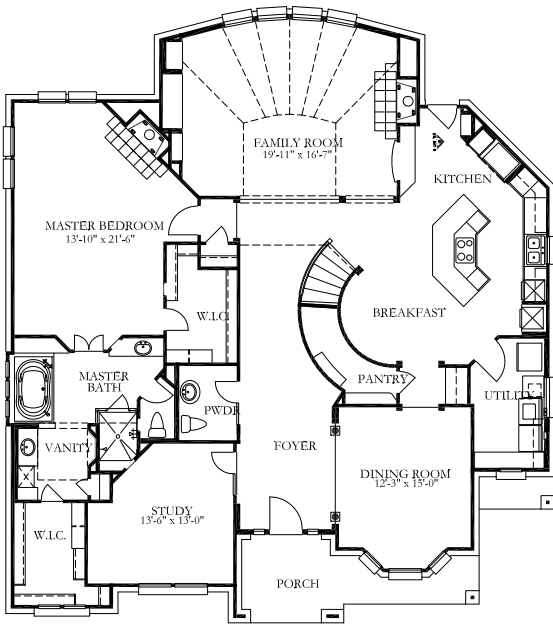 FAMILY ROOM
19'-11" x 16'-7"
KITCHEN
MASTER BEDROOM
13'-10" x 21'-6"
W.I.C.
BREAKFAST
MASTER
BATH
PANTRY
PWDR
UTILITY
VANITY
FOYER
DINING ROOM
12'-3" x 15'-0"
STUDY
13'-6" x 13'-0"
W.I.C.
PORCH